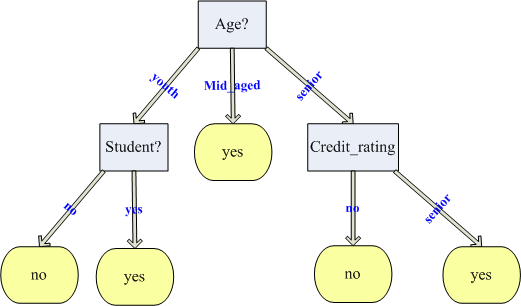 Age?
youth
Mid_aged
senior
Student?
yes
Credit_rating
no
yes
no
senior
no
yes
no
yes